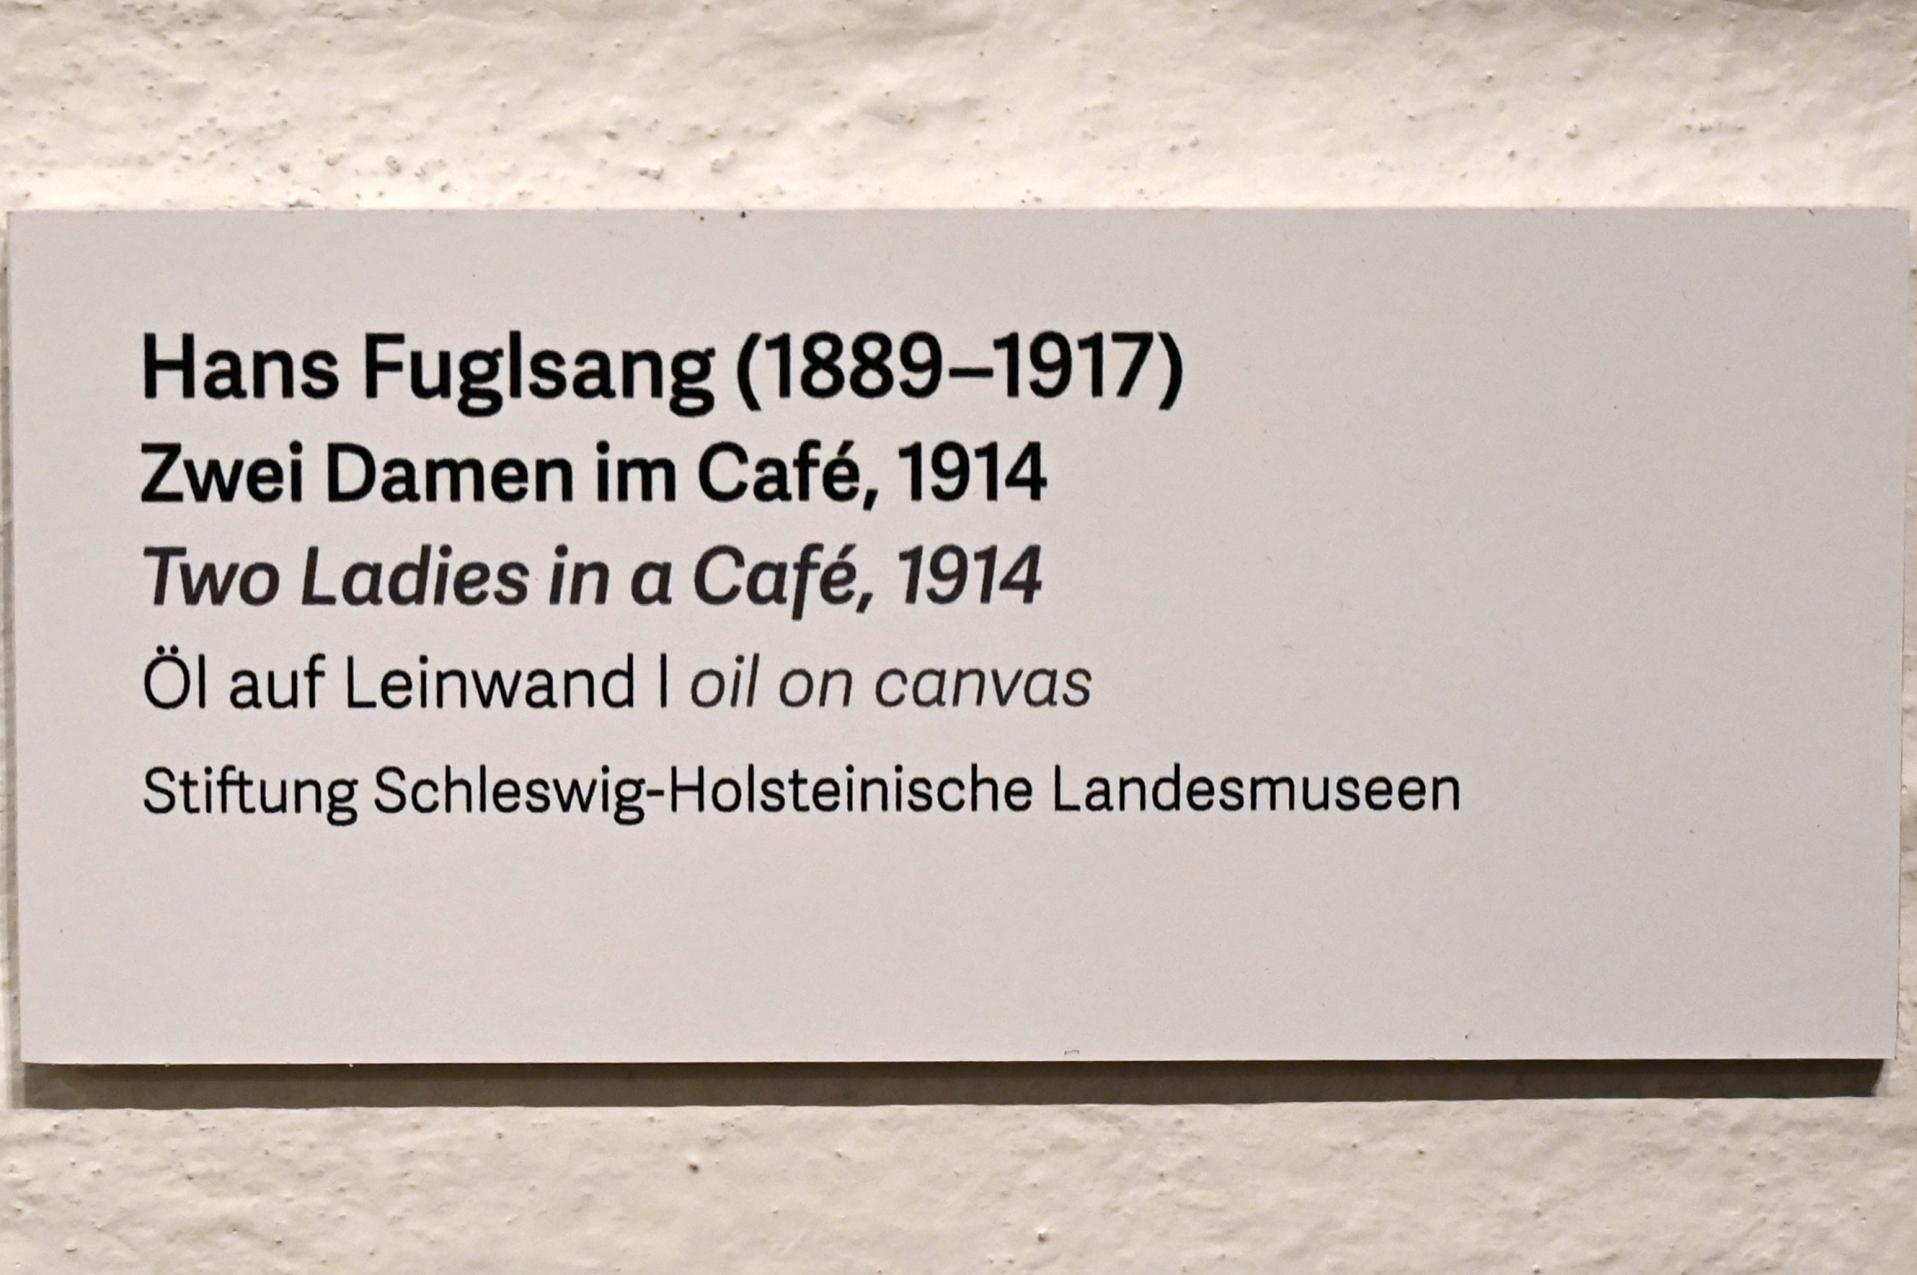 Hans Fuglsang (1889–1917)
Zwei Damen im Café, 1914
Two Ladies in a Café, 1914
Öl auf Leinwand | oil on canvas
Stiftung Schleswig-Holsteinische Landesmuseen